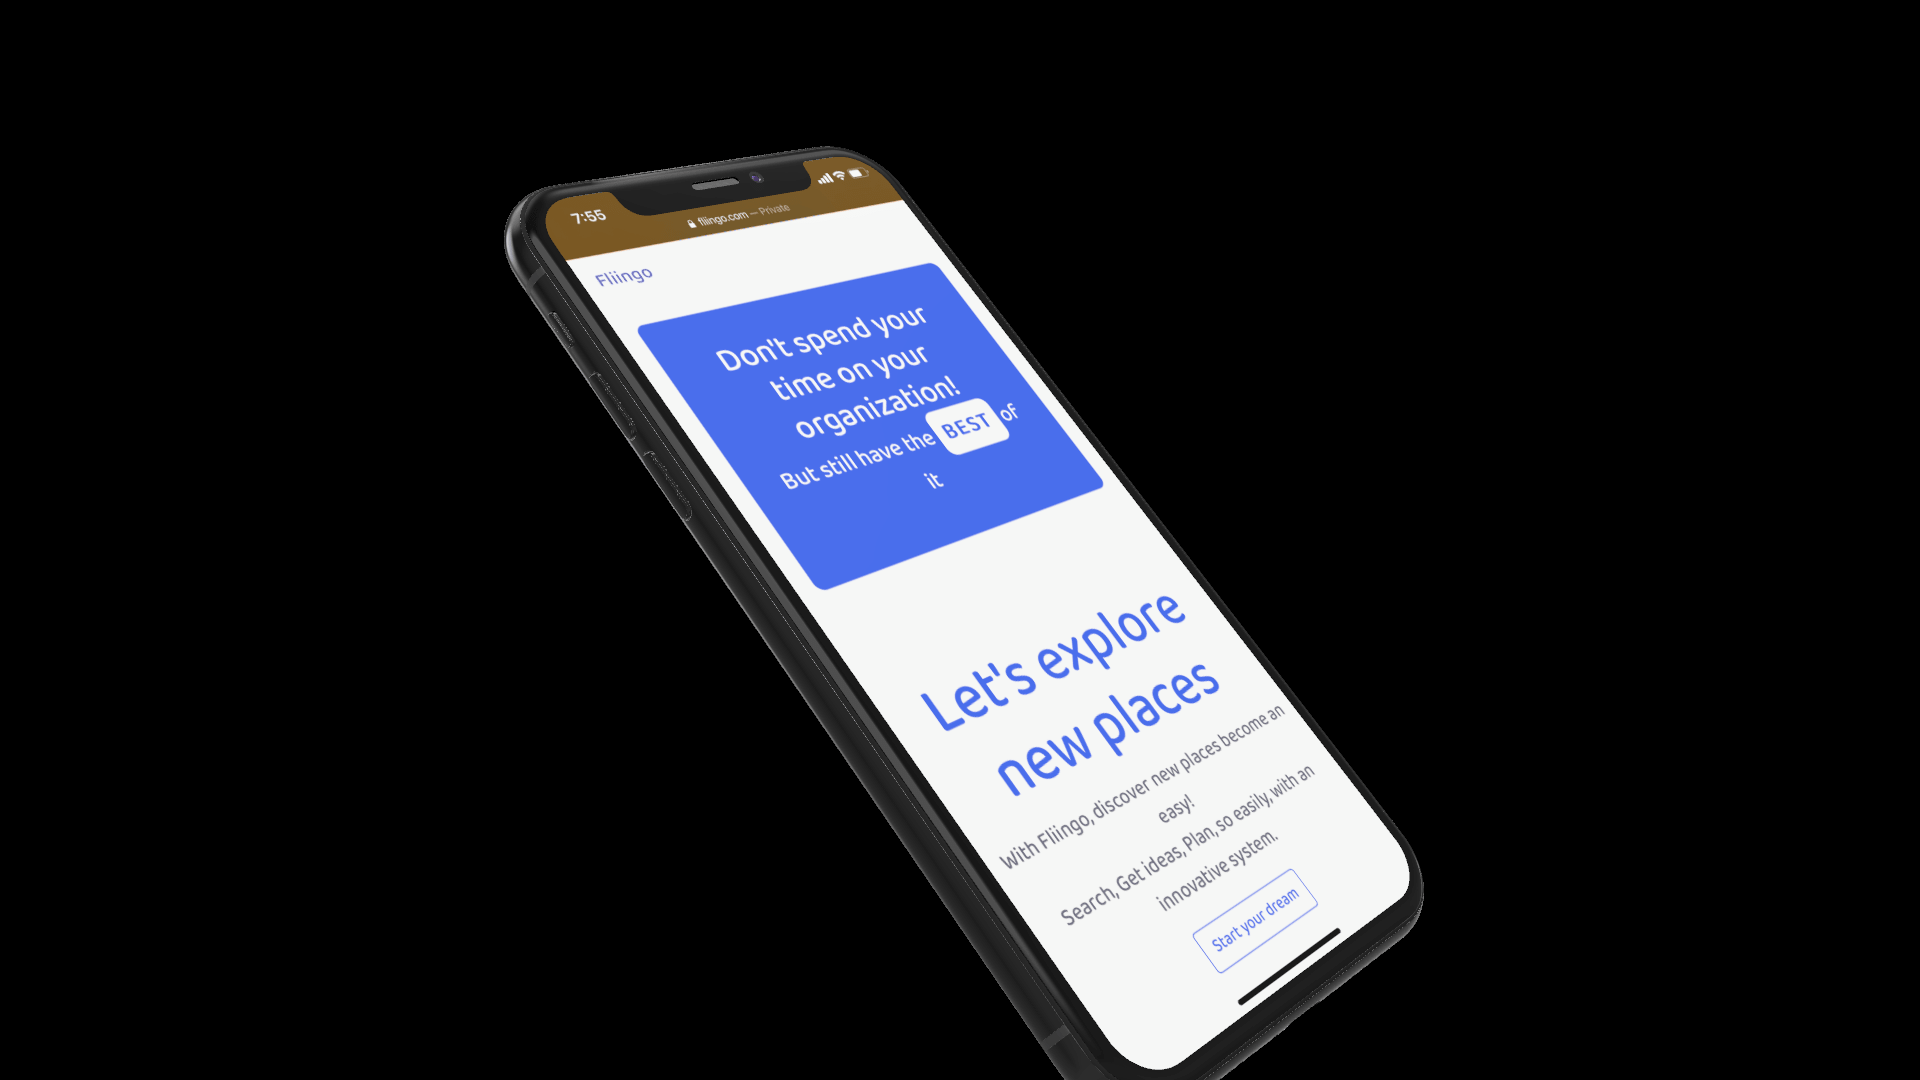 7:55
fliingo.com — Private
Fliingo
Don't spend your
time on your
organization!
But still have the BEST of
it
Let's explore
new places
With Fliingo, discover new places become an
easy!
Search, Get ideas, Plan, so easily, with an
innovative system.
Start your dream